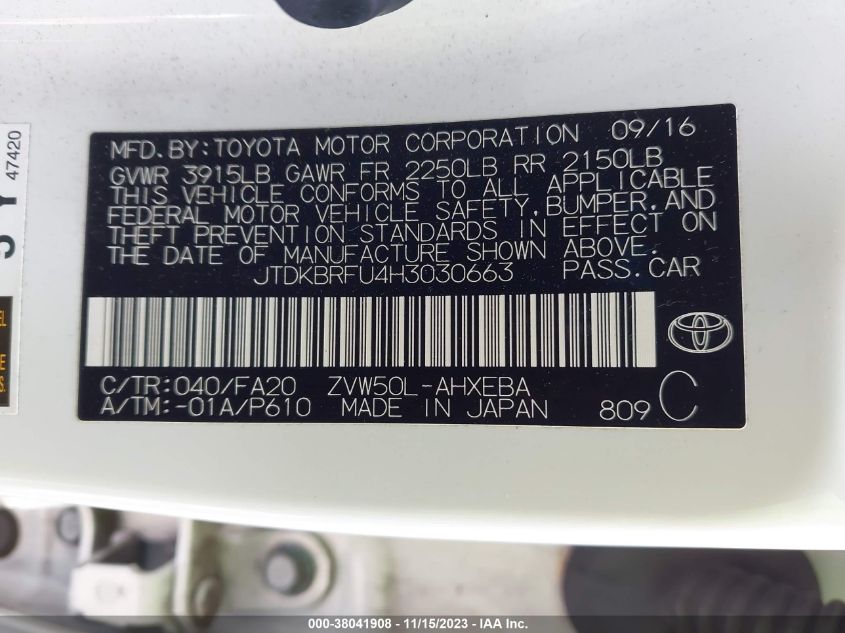 MFD. BY: TOYOTA MOTOR CORPORATION 09/16
GVWR 3915LB GAWR FR 2250LB RR 2150LB
THIS VEHICLE CONFORMS TO ALL APPLICABLE
FEDERAL MOTOR VEHICLE SAFETY, BUMPER, AND
THEFT PREVENTION STANDARDS IN EFFECT ON
THE DATE OF MANUFACTURE SHOWN ABOVE.
JTDKBRFU4H3030663 PASS. CAR
C/TR: 040/FA20 ZVW50L-AHXEBA
A/TM: -01A/P610 MADE IN JAPAN 809 C
47420
000-38041908 - 11/15/2023 - IAA Inc.